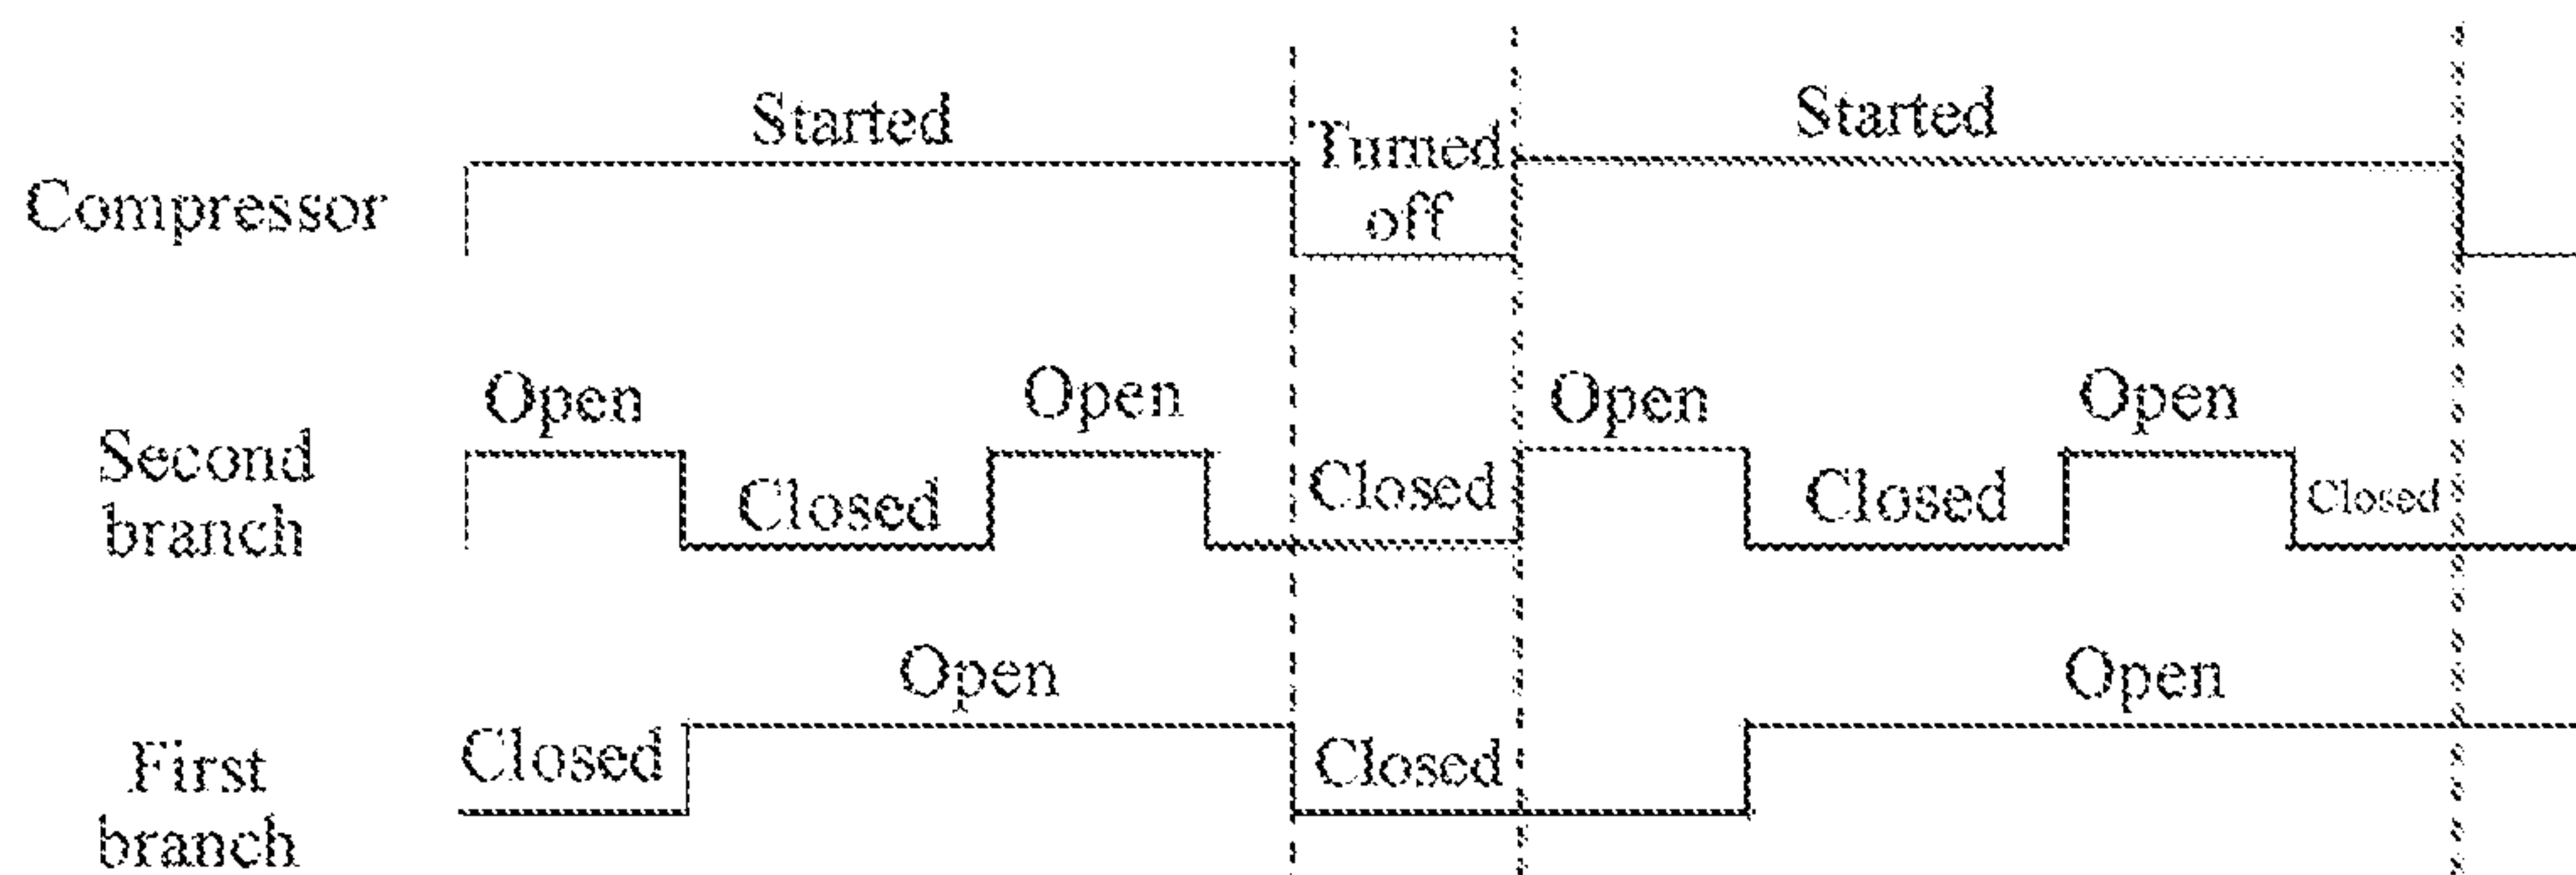 Started
Turned
off
Started
Compressor
Open
Open
Open
Open
Second
branch
Closed
Closed
Closed
Closed
Open
Open
First
branch
Closed
Closed